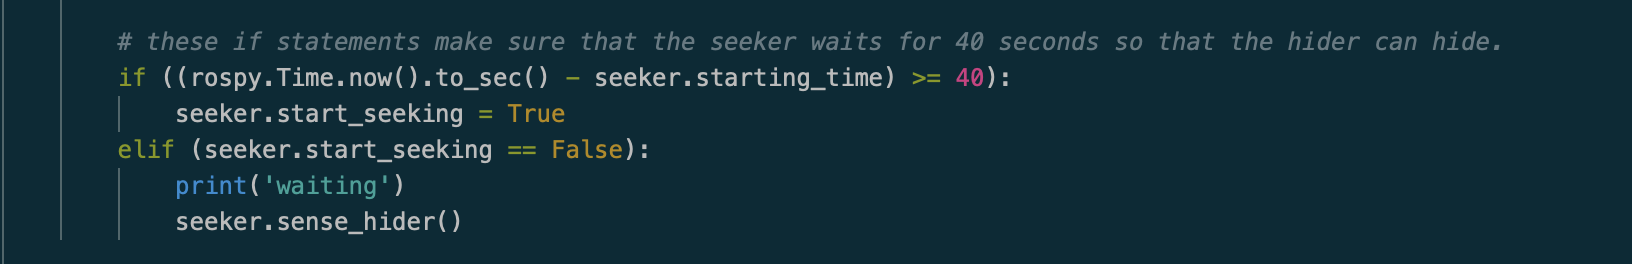 # these if statements make sure that the seeker waits for 40 seconds so that the hider can hide.
if ((rospy.Time.now().to_sec() - seeker.starting_time) >= 40):
    seeker.start_seeking = True
elif (seeker.start_seeking == False):
    print('waiting')
    seeker.sense_hider()